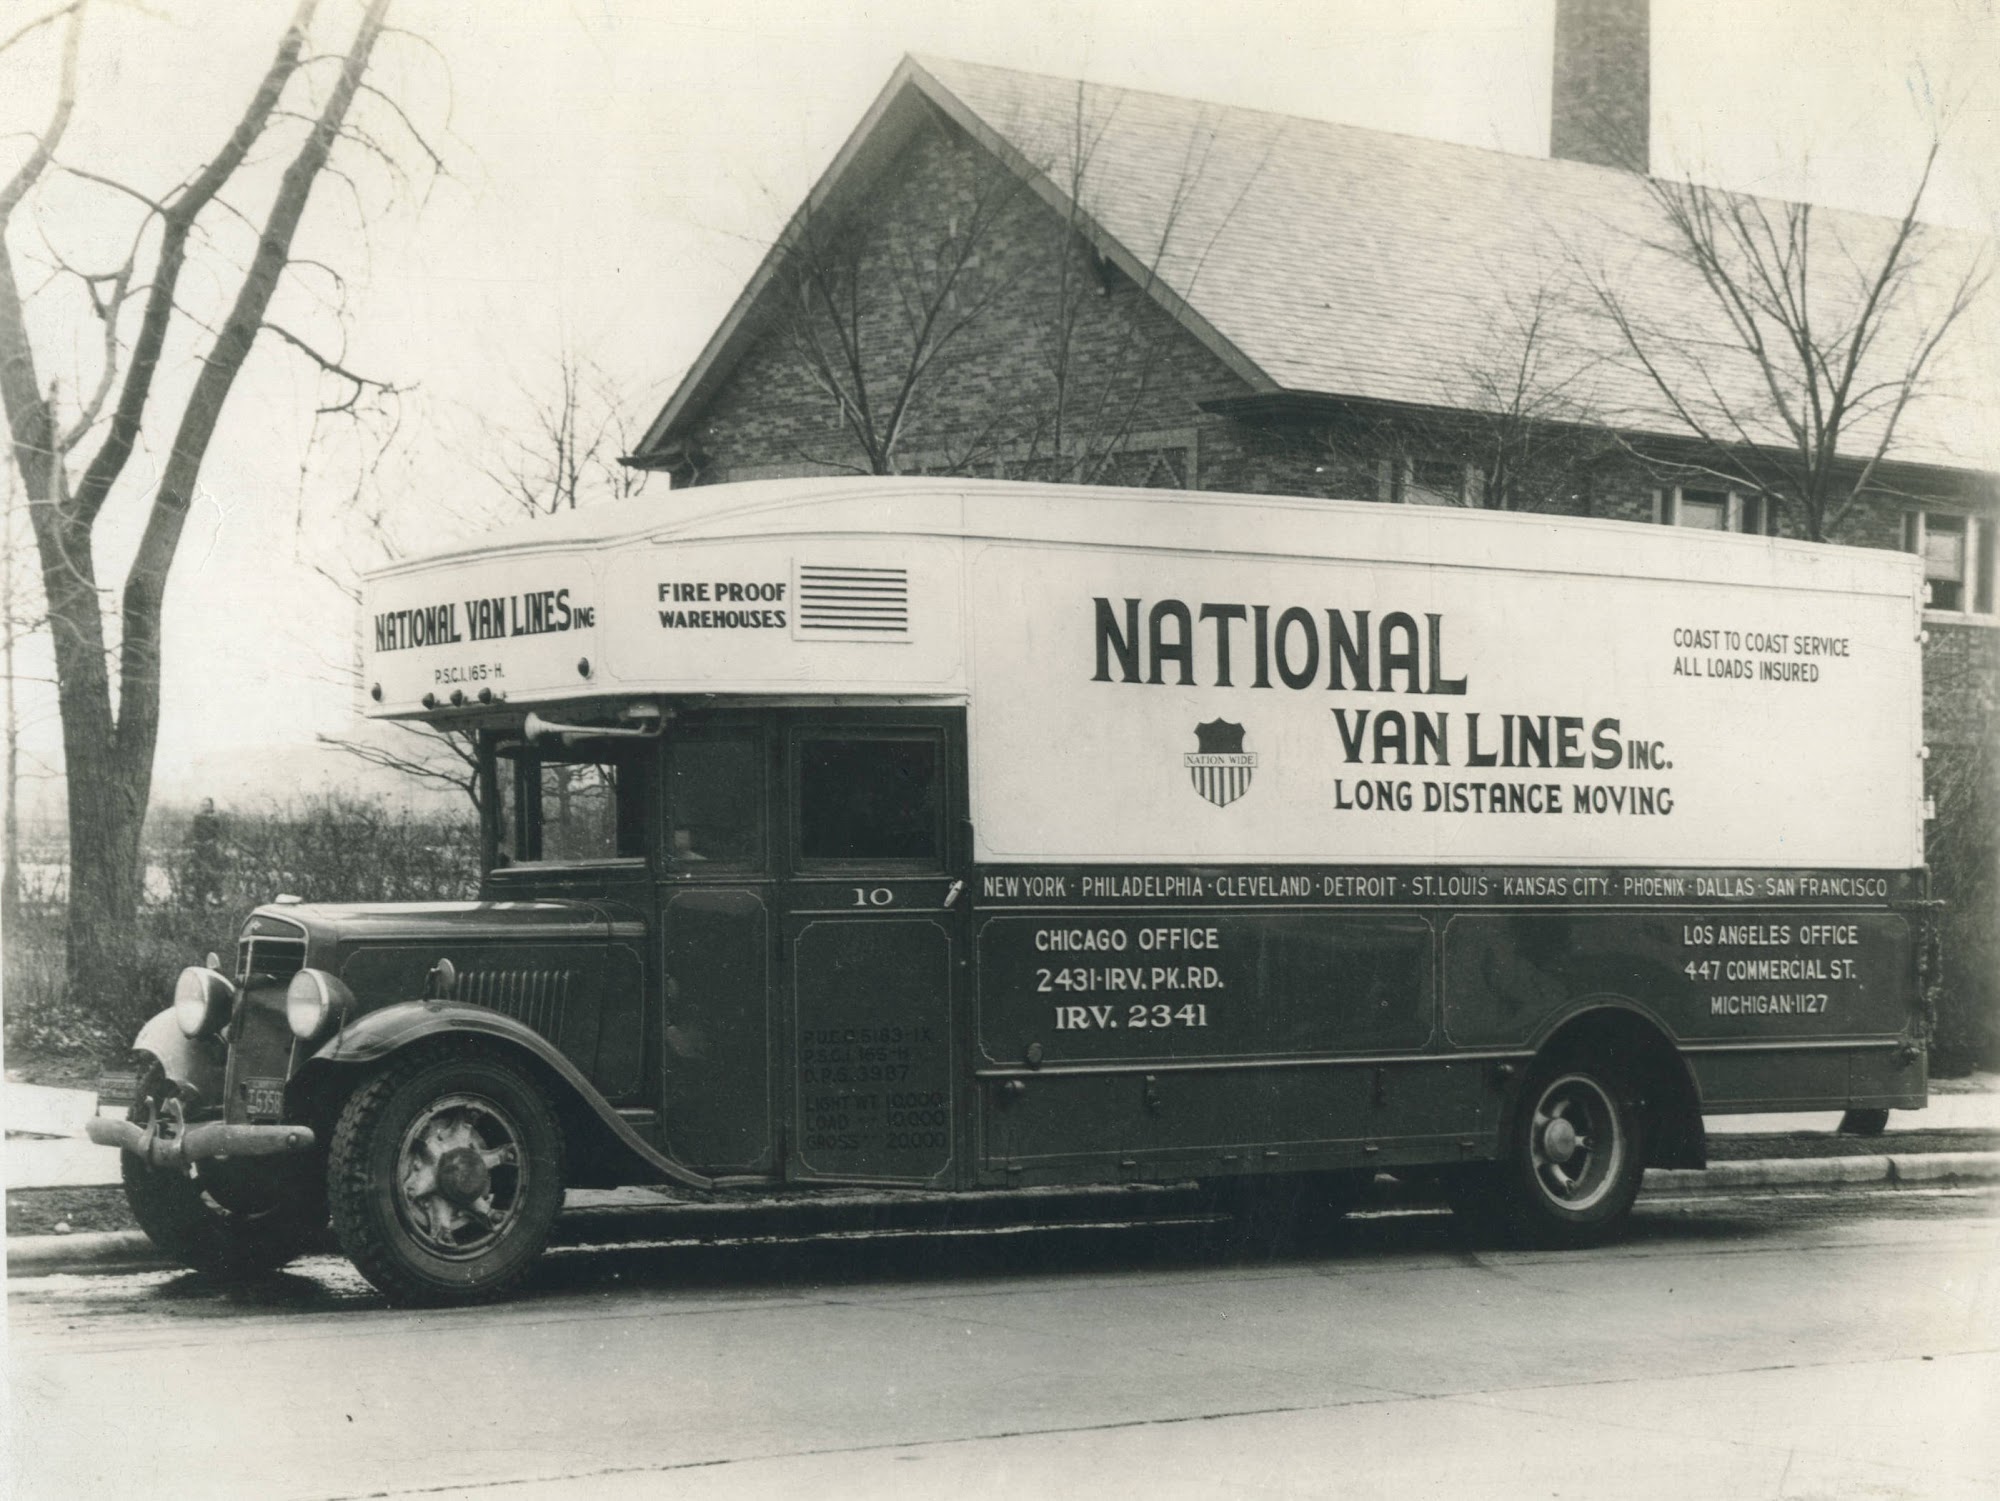 NATIONAL VAN LINES INC
P.S.C.I. 165-H.
FIRE PROOF
WAREHOUSES
NATIONAL
VAN LINES INC.
LONG DISTANCE MOVING
NATION WIDE
COAST TO COAST SERVICE
ALL LOADS INSURED
10
NEW YORK · PHILADELPHIA · CLEVELAND · DETROIT · ST. LOUIS · KANSAS CITY · PHOENIX · DALLAS · SAN FRANCISCO
CHICAGO OFFICE
2431-IRV. PK. RD.
IRV. 2341
LOS ANGELES OFFICE
447 COMMERCIAL ST.
MICHIGAN-1127
P.S.C.I. 165-H
LIGHT WT 10,000
LOAD " 10,000
GROSS " 20,000